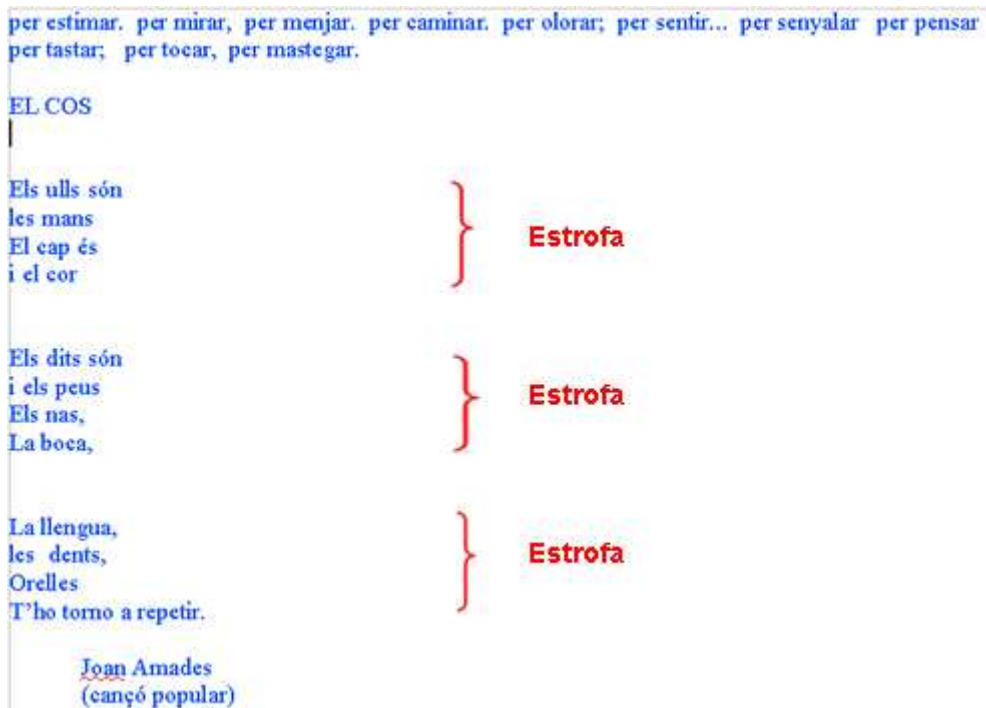 per estimar. per mirar, per menjar. per caminar. per olorar; per sentir... per senyalar per pensar
per tastar; per tocar, per mastegar.
EL COS
Els ulls són
les mans
El cap és
i el cor
Estrofa
Els dits són
i els peus
Els nas,
La boca,
Estrofa
La llengua,
les dents,
Orelles
T'ho torno a repetir.
Estrofa
Joan Amades
(cançó popular)